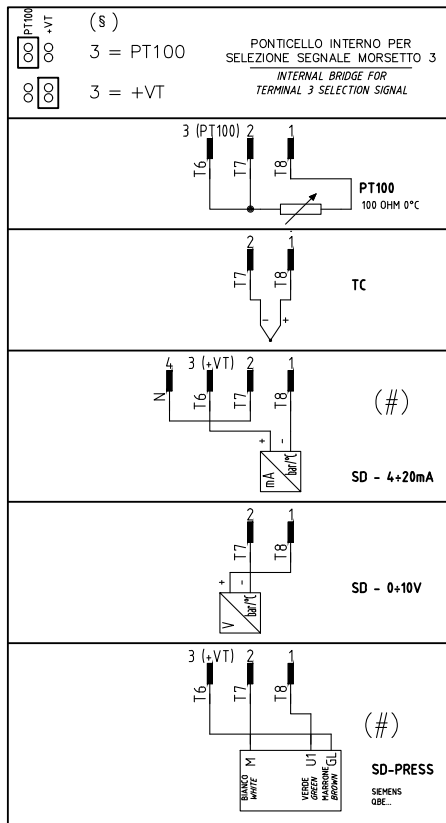 PT100
+VT
(§)
3 = PT100
3 = +VT
PONTICELLO INTERNO PER
SELEZIONE SEGNALE MORSETTO 3
INTERNAL BRIDGE FOR
TERMINAL 3 SELECTION SIGNAL
3 (PT100) 2 1
T6 T7 T8
PT100
100 OHM 0°C
2 1
T7 T8
TC
- +
4 3 (+VT) 2 1
N T6 T7 T8
(#)
+ -
mA bar/°C
SD - 4÷20mA
2 1
T7 T8
+ -
V bar/°C
SD - 0÷10V
3 (+VT) 2 1
T6 T7 T8
(#)
M U1 GL
BIANCO
WHITE
VERDE
GREEN
MARRONE
BROWN
SD-PRESS
SIEMENS
QBE...